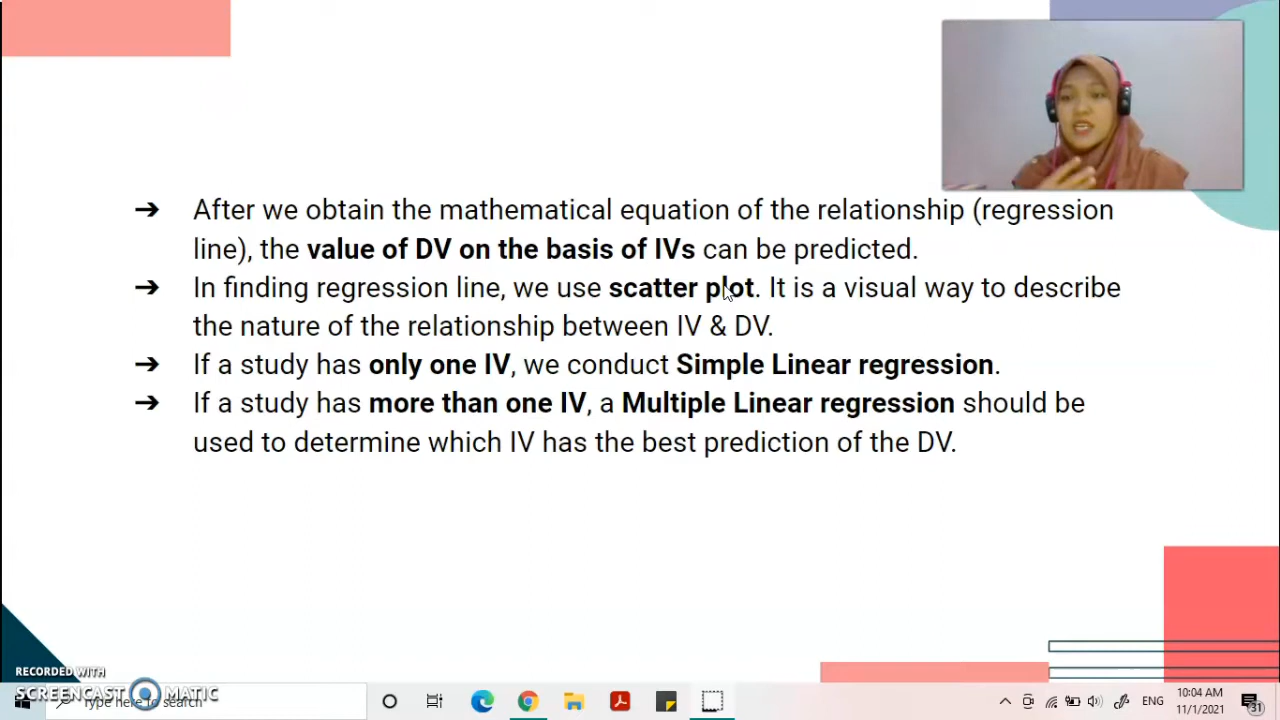 ➔ After we obtain the mathematical equation of the relationship (regression
line), the value of DV on the basis of IVs can be predicted.
➔ In finding regression line, we use scatter plot. It is a visual way to describe
the nature of the relationship between IV & DV.
➔ If a study has only one IV, we conduct Simple Linear regression.
➔ If a study has more than one IV, a Multiple Linear regression should be
used to determine which IV has the best prediction of the DV.
RECORDED WITH
SCREENCAST MATIC
Type here to search
ENG
10:04 AM
11/1/2021
31